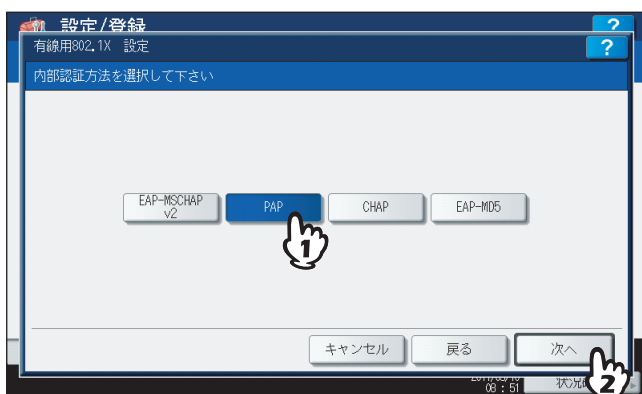 設定/登録
?
有線用802.1X 設定
?
内部認証方法を選択して下さい
EAP-MSCHAP
v2
PAP
CHAP
EAP-MD5
1
キャンセル
戻る
次へ
2
08:51
状況